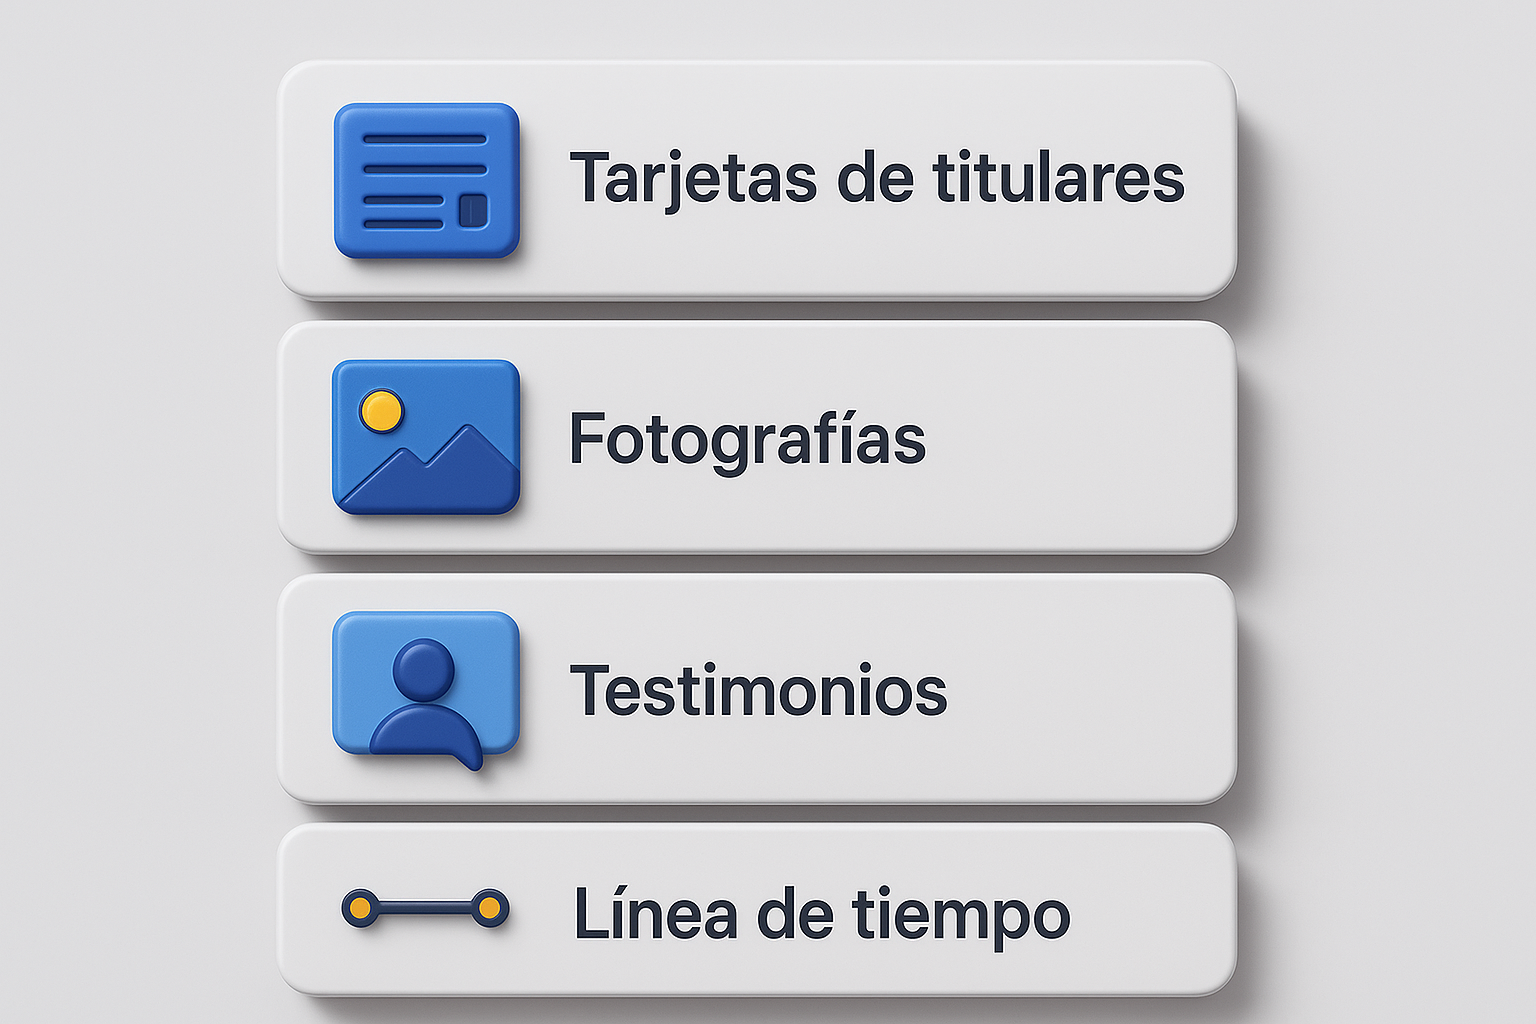 Tarjetas de titulares
Fotografías
Testimonios
Línea de tiempo